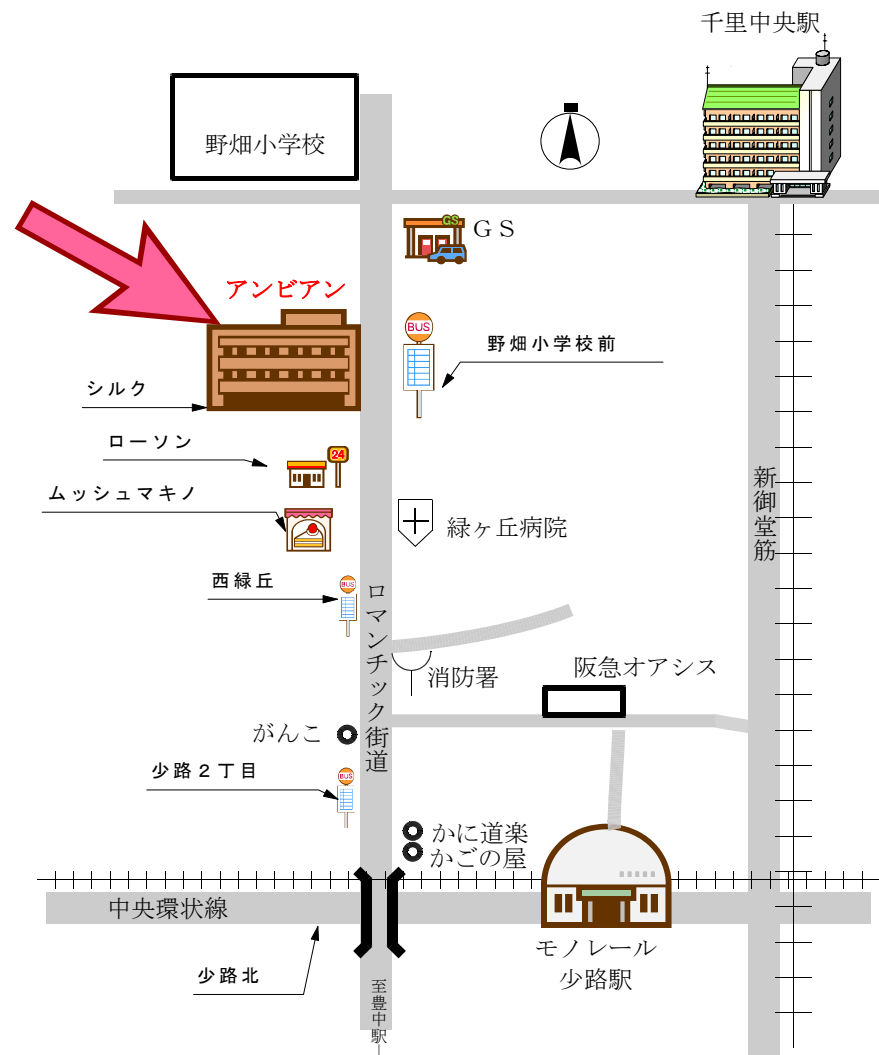 千里中央駅
野畑小学校
GS
ＧＳ
アンビアン
BUS
野畑小学校前
シルク
ローソン
24
ムッシュマキノ
新御堂筋
緑ヶ丘病院
西緑丘
BUS
ロマンチック街道
消防署
阪急オアシス
がんこ
少路２丁目
BUS
かに道楽
かごの屋
中央環状線
モノレール
少路駅
少路北
至豊中駅